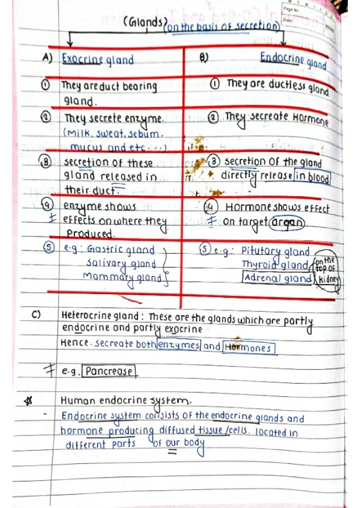 Page No.
Date
(Glands) (on the basis of secretion)
A) Exocrine gland
B) Endocrine gland
① They are duct bearing
gland.
① They are ductless gland
② They secrete enzyme
(Milk, sweat, sebum,
mucus and etc...)
② They secreate Hormone
③ secretion of these
gland released in
their duct.
③ secretion of the gland
directly release in blood
④ enzyme shows
effects on where they
Produced.
④ Hormone shows effect
on target organ
⑤ e.g: Gastric gland
Salivary gland
Mammary gland
⑤ e.g: Pitutary gland
Thyroid gland
Adrenal gland
on the
top of
kidney
C) Heterocrine gland: These are the glands which are partly
endocrine and partly exocrine
Hence secreate both enzymes and Hormones
e.g. Pancrease
Human endocrine system.
- Endocrine system consists of the endocrine glands and
hormone producing diffused tissue/cells located in
different parts of our body